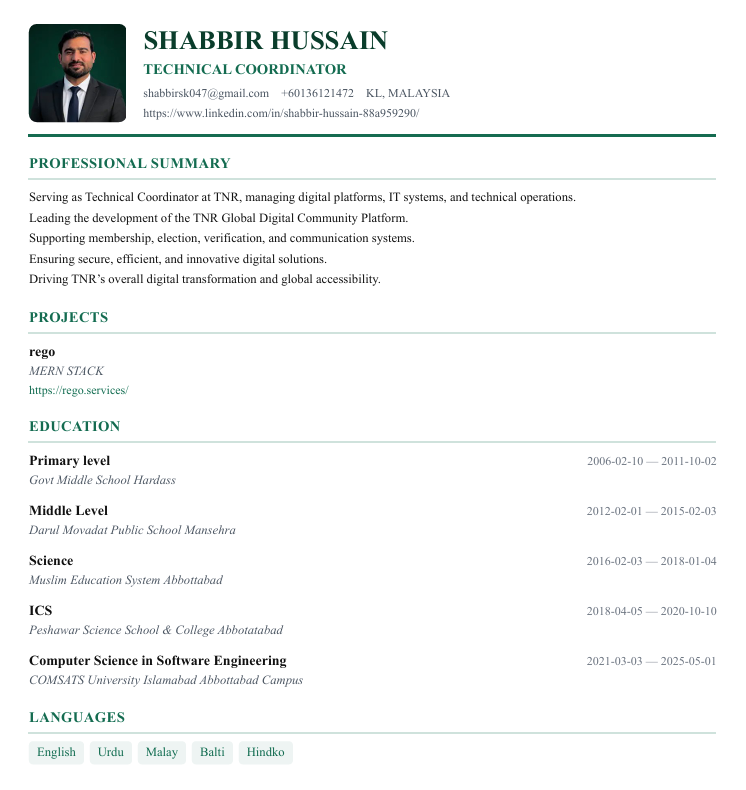 SHABBIR HUSSAIN
TECHNICAL COORDINATOR
shabbirsk047@gmail.com +60136121472 KL, MALAYSIA
https://www.linkedin.com/in/shabbir-hussain-88a959290/
PROFESSIONAL SUMMARY
Serving as Technical Coordinator at TNR, managing digital platforms, IT systems, and technical operations.
Leading the development of the TNR Global Digital Community Platform.
Supporting membership, election, verification, and communication systems.
Ensuring secure, efficient, and innovative digital solutions.
Driving TNR’s overall digital transformation and global accessibility.
PROJECTS
rego
MERN STACK
https://rego.services/
EDUCATION
Primary level 2006-02-10 — 2011-10-02
Govt Middle School Hardass
Middle Level 2012-02-01 — 2015-02-03
Darul Movadat Public School Mansehra
Science 2016-02-03 — 2018-01-04
Muslim Education System Abbottabad
ICS 2018-04-05 — 2020-10-10
Peshawar Science School & College Abbotatabad
Computer Science in Software Engineering 2021-03-03 — 2025-05-01
COMSATS University Islamabad Abbottabad Campus
LANGUAGES
English Urdu Malay Balti Hindko